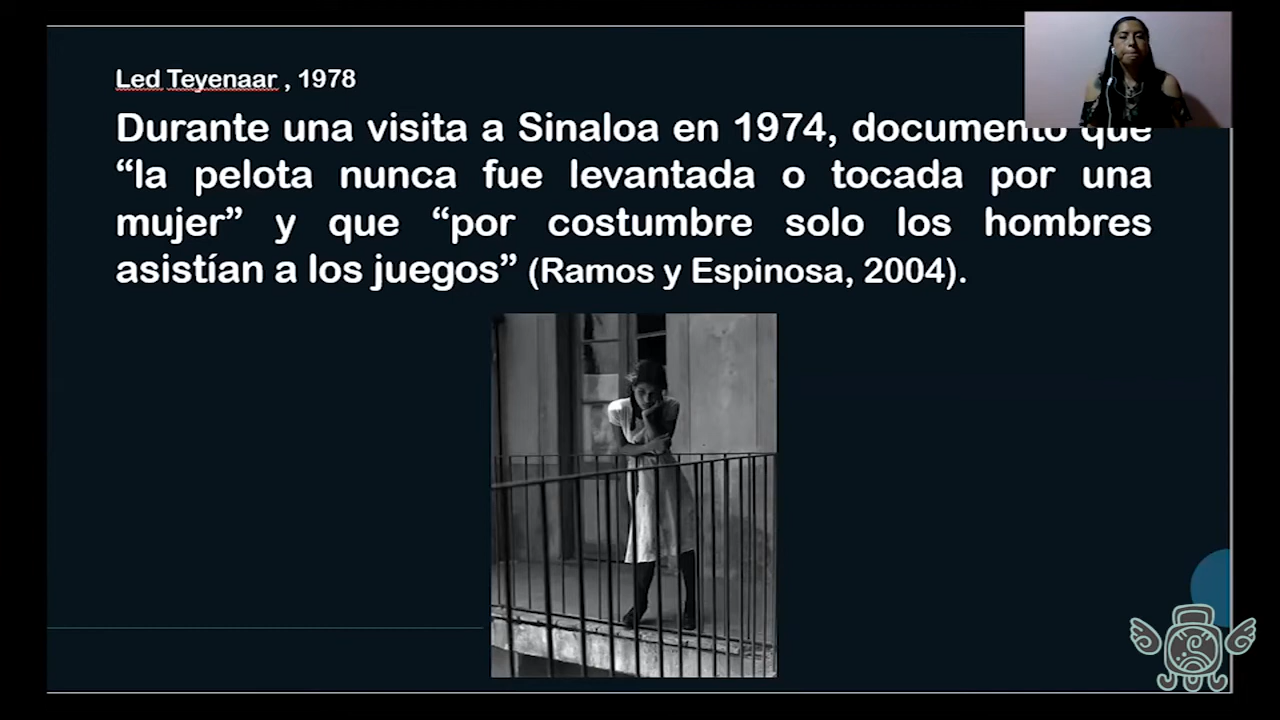 Led Teyenaar , 1978
Durante una visita a Sinaloa en 1974, documento que
“la pelota nunca fue levantada o tocada por una
mujer” y que “por costumbre solo los hombres
asistían a los juegos” (Ramos y Espinosa, 2004).